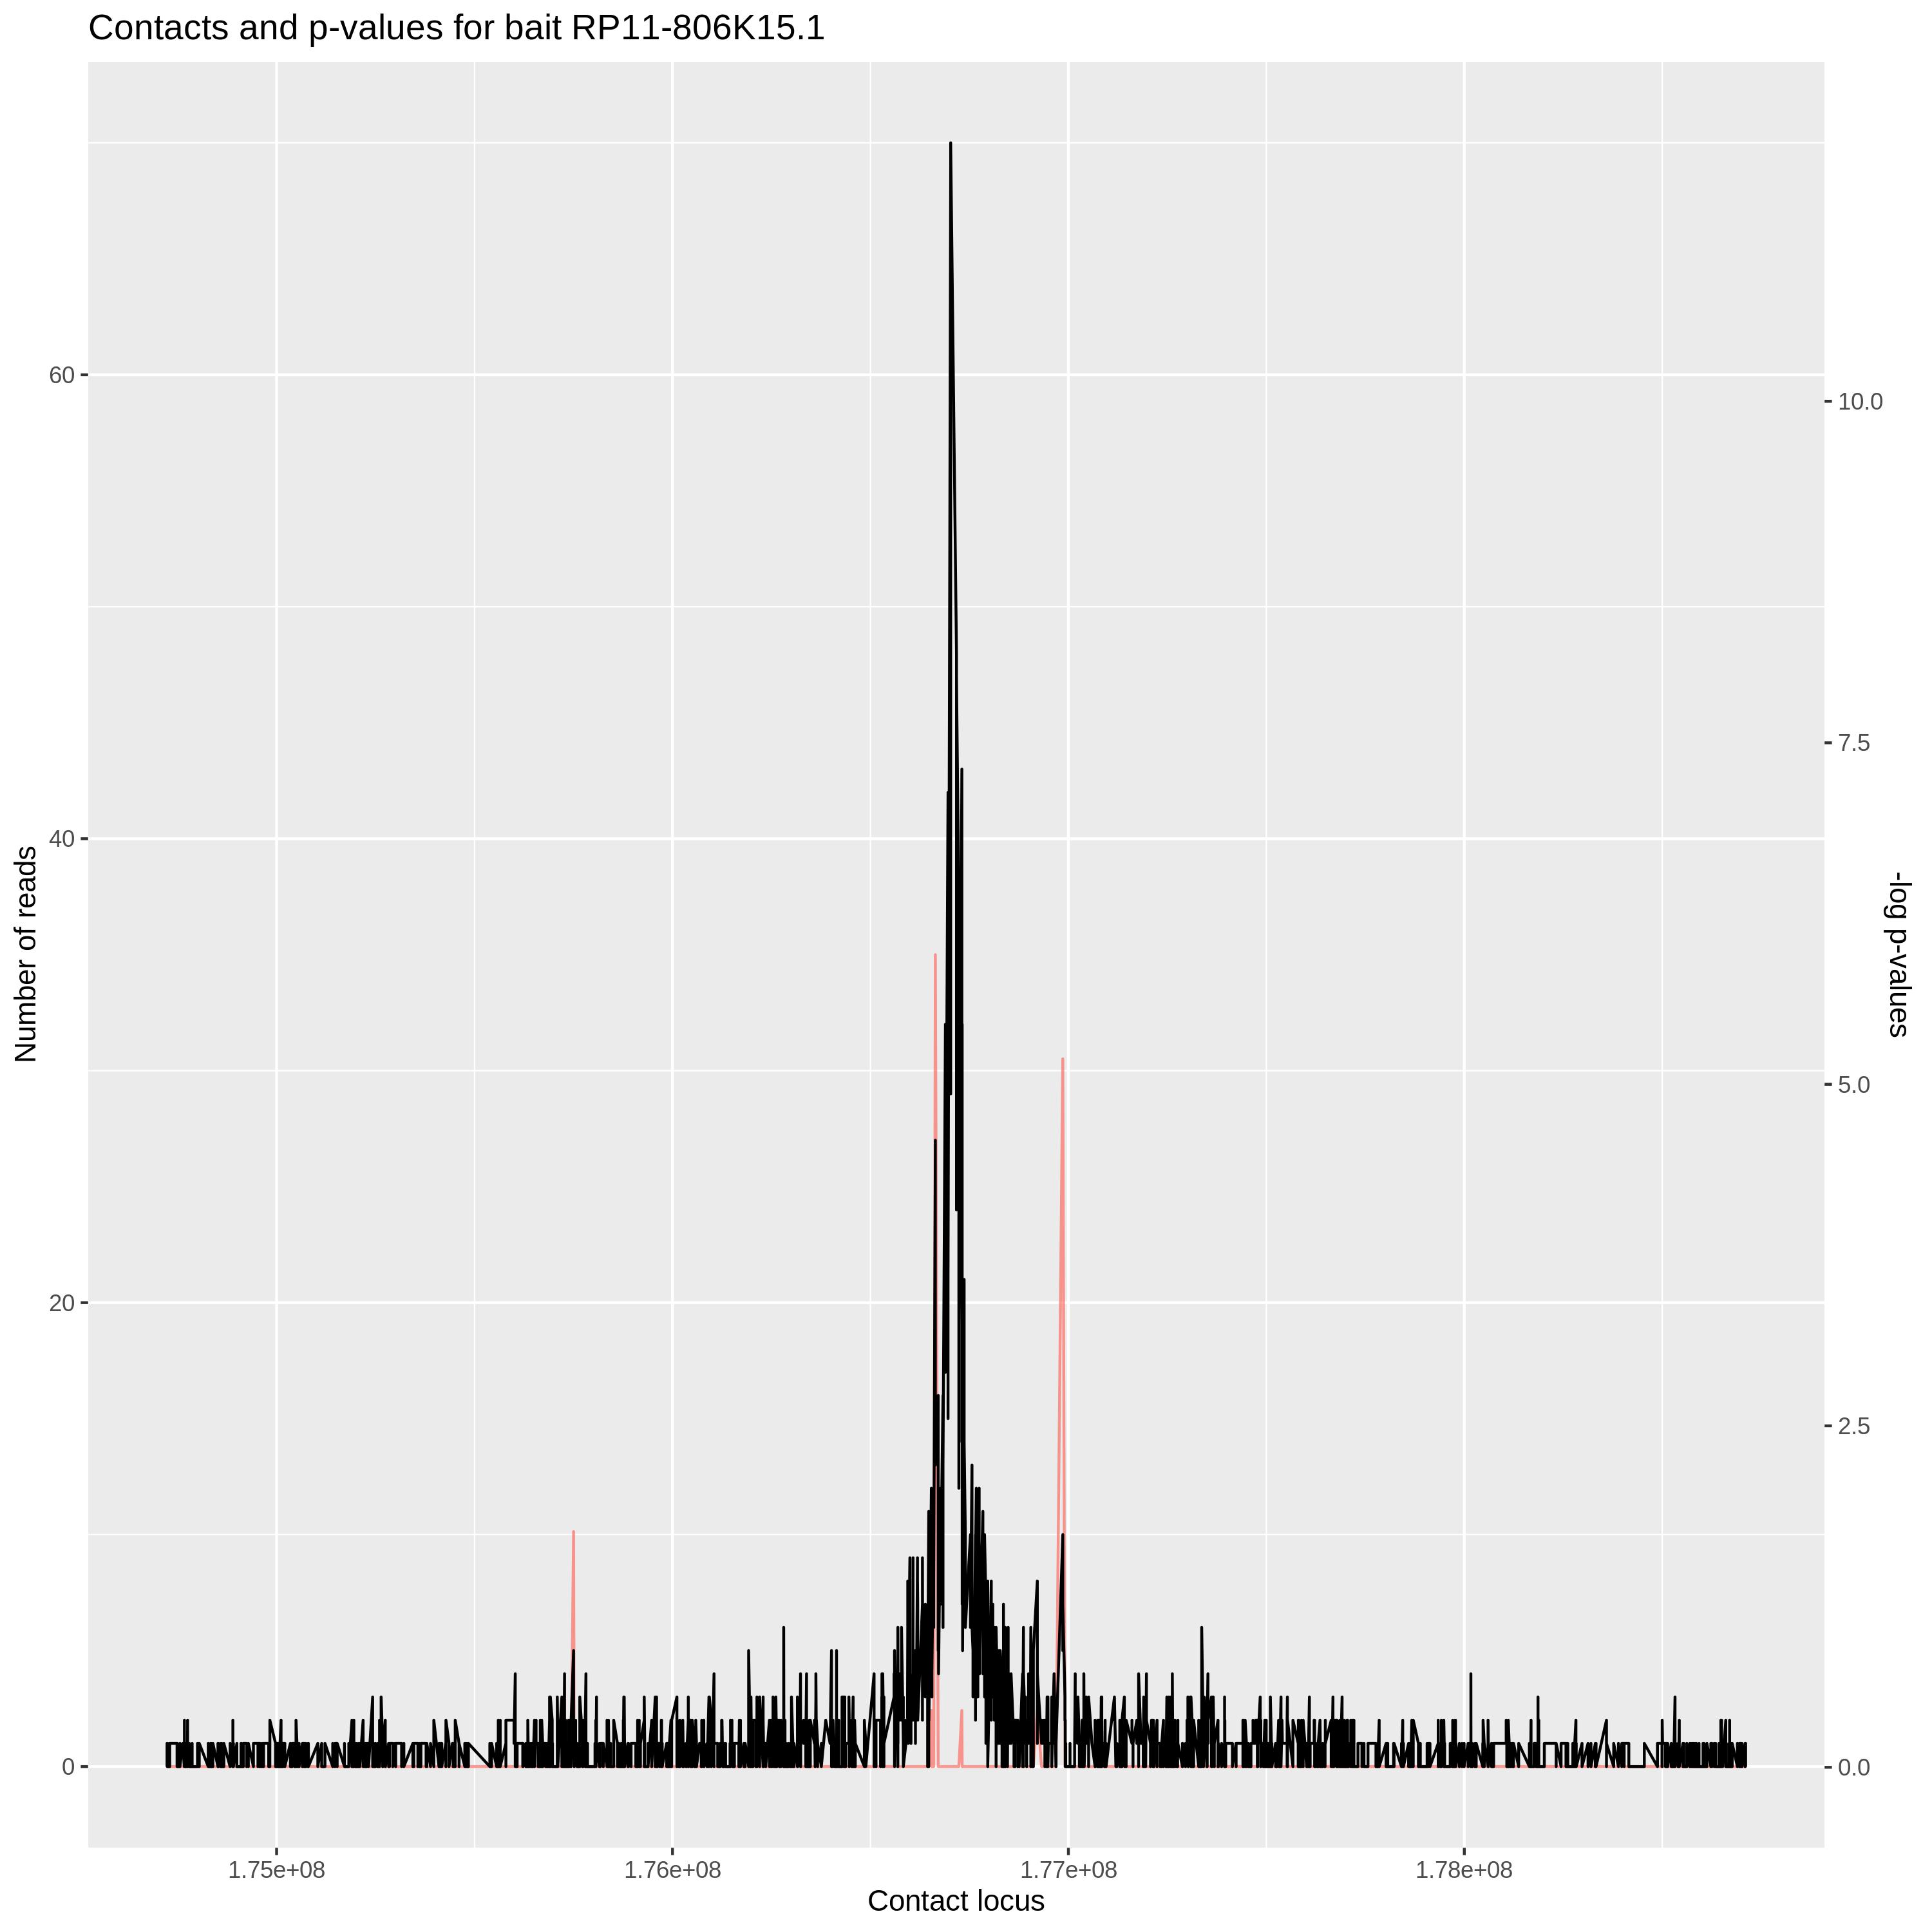 Contacts and p-values for bait RP11-806K15.1
60
40
20
0
Number of reads
10.0
7.5
5.0
2.5
0.0
-log p-values
1.75e+08
1.76e+08
1.77e+08
1.78e+08
Contact locus